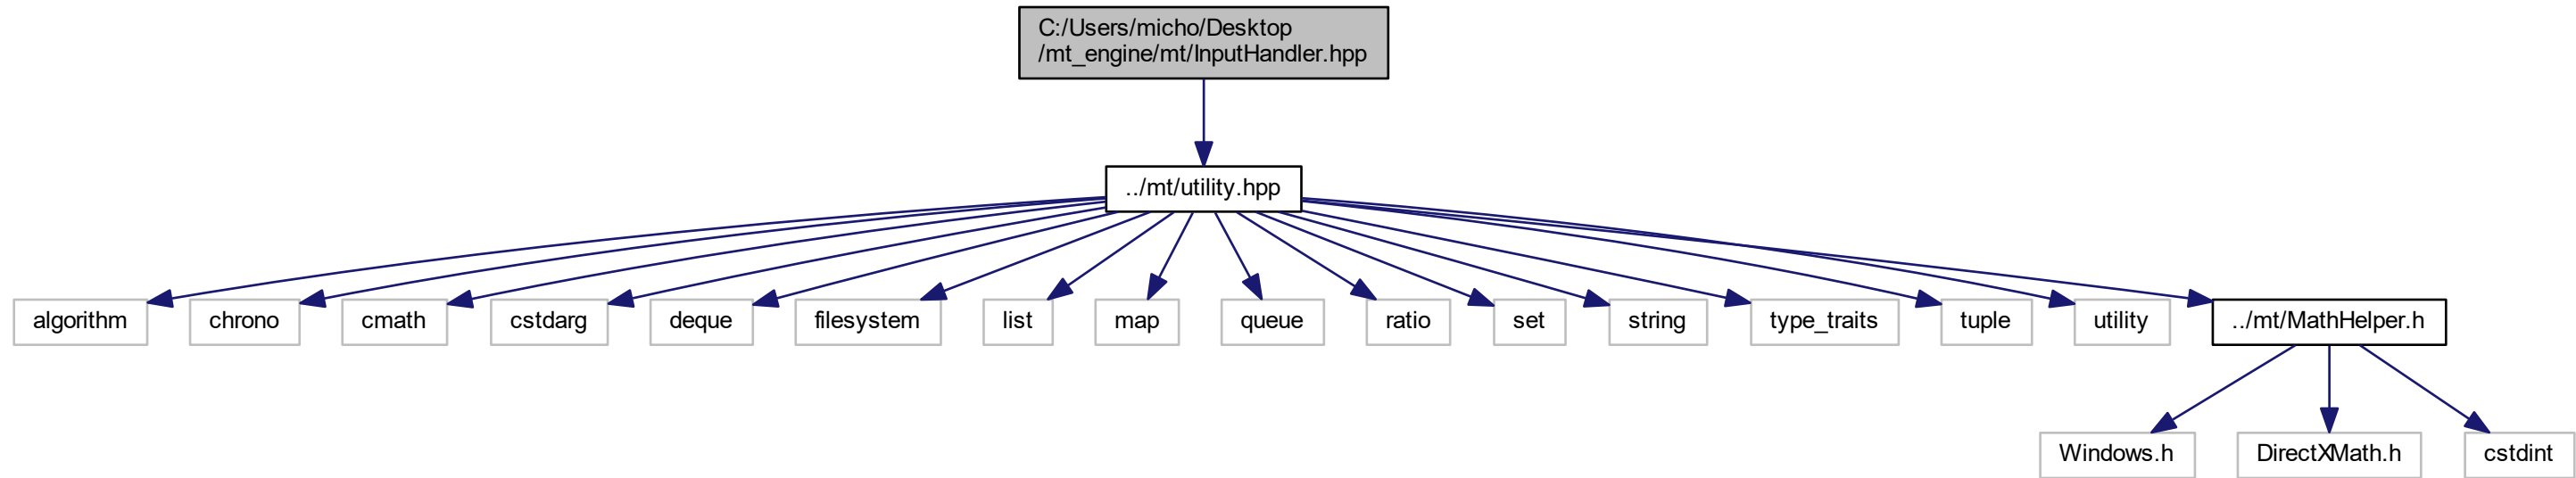 C:/Users/micho/Desktop
/mt_engine/mt/InputHandler.hpp
../mt/utility.hpp
algorithm
chrono
cmath
cstdarg
deque
filesystem
list
map
queue
ratio
set
string
type_traits
tuple
utility
../mt/MathHelper.h
Windows.h
DirectXMath.h
cstdint